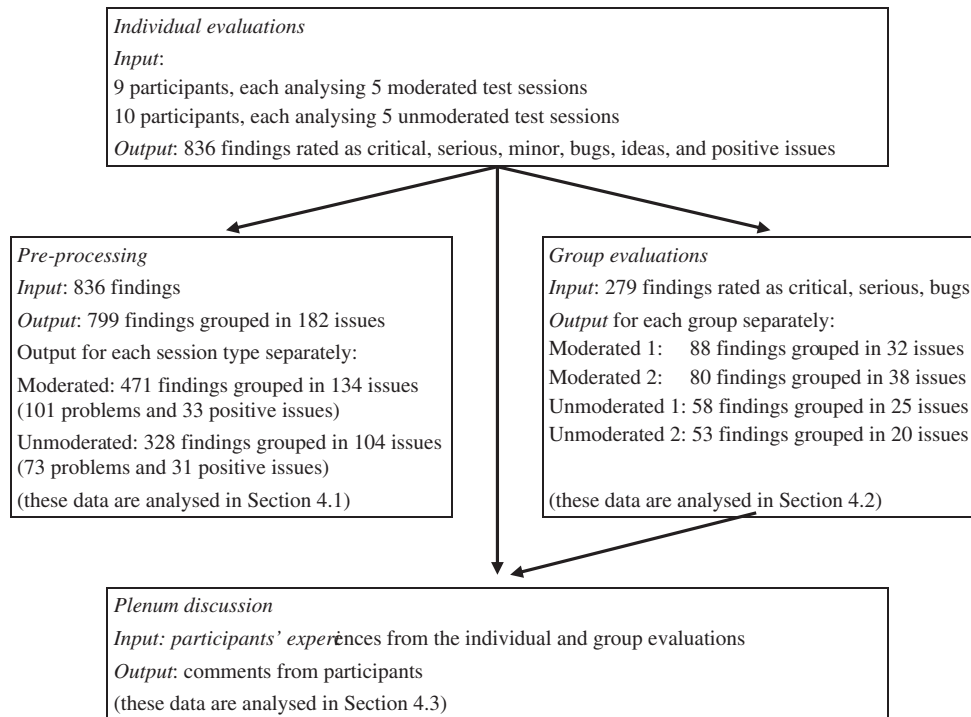 Individual evaluations
Input:
9 participants, each analysing 5 moderated test sessions
10 participants, each analysing 5 unmoderated test sessions
Output: 836 findings rated as critical, serious, minor, bugs, ideas, and positive issues
Pre-processing
Input: 836 findings
Output: 799 findings grouped in 182 issues
Output for each session type separately:
Moderated: 471 findings grouped in 134 issues
(101 problems and 33 positive issues)
Unmoderated: 328 findings grouped in 104 issues
(73 problems and 31 positive issues)
(these data are analysed in Section 4.1)
Group evaluations
Input: 279 findings rated as critical, serious, bugs
Output for each group separately:
Moderated 1: 88 findings grouped in 32 issues
Moderated 2: 80 findings grouped in 38 issues
Unmoderated 1: 58 findings grouped in 25 issues
Unmoderated 2: 53 findings grouped in 20 issues
(these data are analysed in Section 4.2)
Plenum discussion
Input: participants' experiences from the individual and group evaluations
Output: comments from participants
(these data are analysed in Section 4.3)